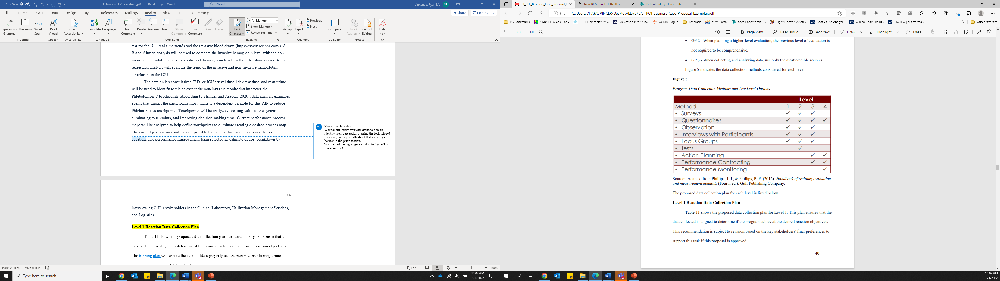 AutoSave Off ED7675 unit 2 final draft_jv8-1 - Read-Only - Word Search Vincenzo, Ryan M. VR
File Home Insert Draw Design Layout References Mailings Review View Help Grammarly Share Comments
Spelling & Grammar Thesaurus Word Count Read Aloud Check Accessibility Translate Language New Comment Delete Previous Next Show Comments Ink Comment Pen Eraser Track Changes All Markup Show Markup Reviewing Pane Accept Reject Previous Next Compare Block Authors Restrict Editing Hide Ink
Proofing Speech Accessibility Language Comments Tracking Changes Compare Protect Ink
test for the ICU real-time trends and the invasive blood draws (https://www.scribbr.com/). A
Bland-Altman analysis will be used to compare the invasive hemoglobin level with the non-
invasive hemoglobin levels for spot-check hemoglobin level for the E.R. blood draws. A linear
regression analysis will evaluate the trend of the invasive and non-invasive hemoglobin
correlation in the ICU.
The data on lab consult time, E.D. or ICU arrival time, lab draw time, and result time
will be used to identify to which extent the non-invasive monitoring improves the
Phlebotomoists' touchpoints. According to Stringer and Aragón (2020), data analysis examines
events that impact the participants most. Time is a dependent variable for this AIP to reduce
Phlebotomist's touchpoints. Touchpoints will be analyzed creating value to the system
eliminating touchpoints, and improving decision-making time. Current performance process
maps will be analyzed to help define touchpoints to eliminate creating a desired process map.
The current performance will be compared to the new performance to answer the research
question. The performance Improvement team selected an estimate of cost breakdown by
VJ Vincenzo, Jennifer L
What about interviews with stakeholders to
identify their perception of using the technology?
Especially since you talk about that as being a
barrier in the prior section?
What about having a figure similar to figure 5 in
the exemplar?
34
interviewing G.H.'s stakeholders in the Clinical Laboratory, Utilization Management Services,
and Logistics.
Level 1 Reaction Data Collection Plan
Table 11 shows the proposed data collection plan for Level. This plan ensures that the
data collected is aligned to determine if the program achieved the desired reaction objectives.
The training plan will ensure the stakeholders properly use the non-invasive hemoglobine
Page 34 of 50 9125 words Focus 100%
Type here to search 10:07 AM
8/1/2022
cf_ROI_Business_Case_Proposal_ New RCS- Final- 1.16.20.pdf Patient Safety - GreatCatch
File C:/Users/VHAFAVVINCER/Desktop/ED7675/cf_ROI_Business_Case_Proposal_Exemplar.pdf
VA Bookmarks CSRS FERS Calculat... EHRI Electronic Offi... McKesson InterQua... webTA Log In Reserach eQM Portal oncall-anesthesia -... Light Electronic Acti... Root Cause Analysi... Clinical Team Traini... OCHCO | ePerforma... Other favorites
40 of 68 Page view Read aloud Add text Draw Highlight Erase
• GP 2 - When planning a higher-level evaluation, the previous level of evaluation is
not required to be comprehensive.
• GP 3 - When collecting and analyzing data, use only the most credible sources.
Figure 5 indicates the data collection methods considered for each level.
Figure 5
Program Data Collection Methods and Use Level Options
Level
Method 1 2 3 4
• Surveys ✓ ✓ ✓
• Questionnaires ✓ ✓ ✓ ✓
• Observation ✓ ✓ ✓
• Interviews with Participants ✓ ✓ ✓
• Focus Groups ✓ ✓ ✓
• Tests ✓
• Action Planning ✓ ✓
• Performance Contracting ✓ ✓
• Performance Monitoring ✓
Source: Adapted from Phillips, J. J., & Phillips, P. P. (2016). Handbook of training evaluation
and measurement methods (Fourth ed.). Gulf Publishing Company.
The proposed data collection plan for each level is listed below.
Level 1 Reaction Data Collection Plan
Table 11 shows the proposed data collection plan for Level 1. This plan ensures that the
data collected is aligned to determine if the program achieved the desired reaction objectives.
This recommendation is subject to revision based on the key stakeholders' final preferences to
support this task if this proposal is approved.
40
10:07 AM
8/1/2022